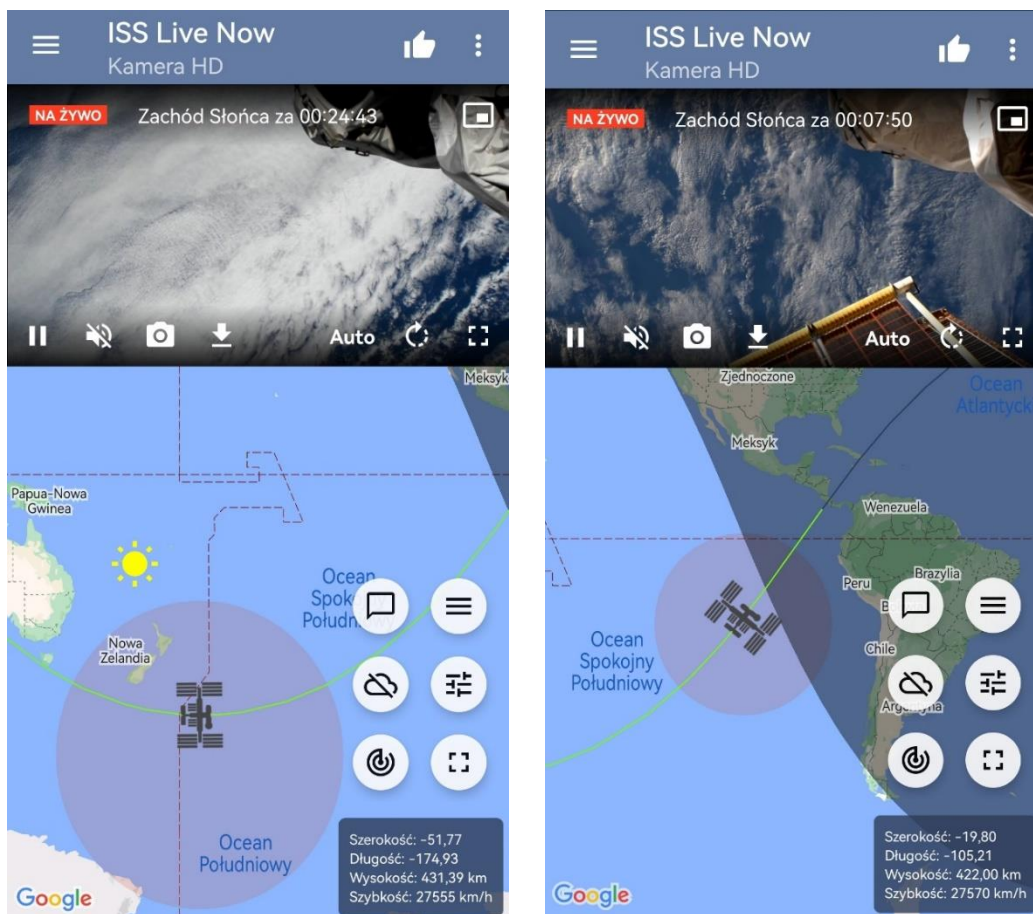 ISS Live Now
Kamera HD
NA ŻYWO
Zachód Słońca za 00:24:43
Auto
Meksyk
Papua-Nowa
Gwinea
Ocean
Południowy
Nowa
Zelandia
Ocean
Południowy
Szerokość: -51,77
Długość: -174,93
Wysokość: 431,39 km
Szybkość: 27555 km/h
Google
ISS Live Now
Kamera HD
NA ŻYWO
Zachód Słońca za 00:07:50
Auto
Zjednoczone
Ocean
Meksyk
Wenezuela
Peru
Brazylia
Ocean
Spokojny
Południowy
Chile
Szerokość: -19,80
Długość: -105,21
Wysokość: 422,00 km
Szybkość: 27570 km/h
Google